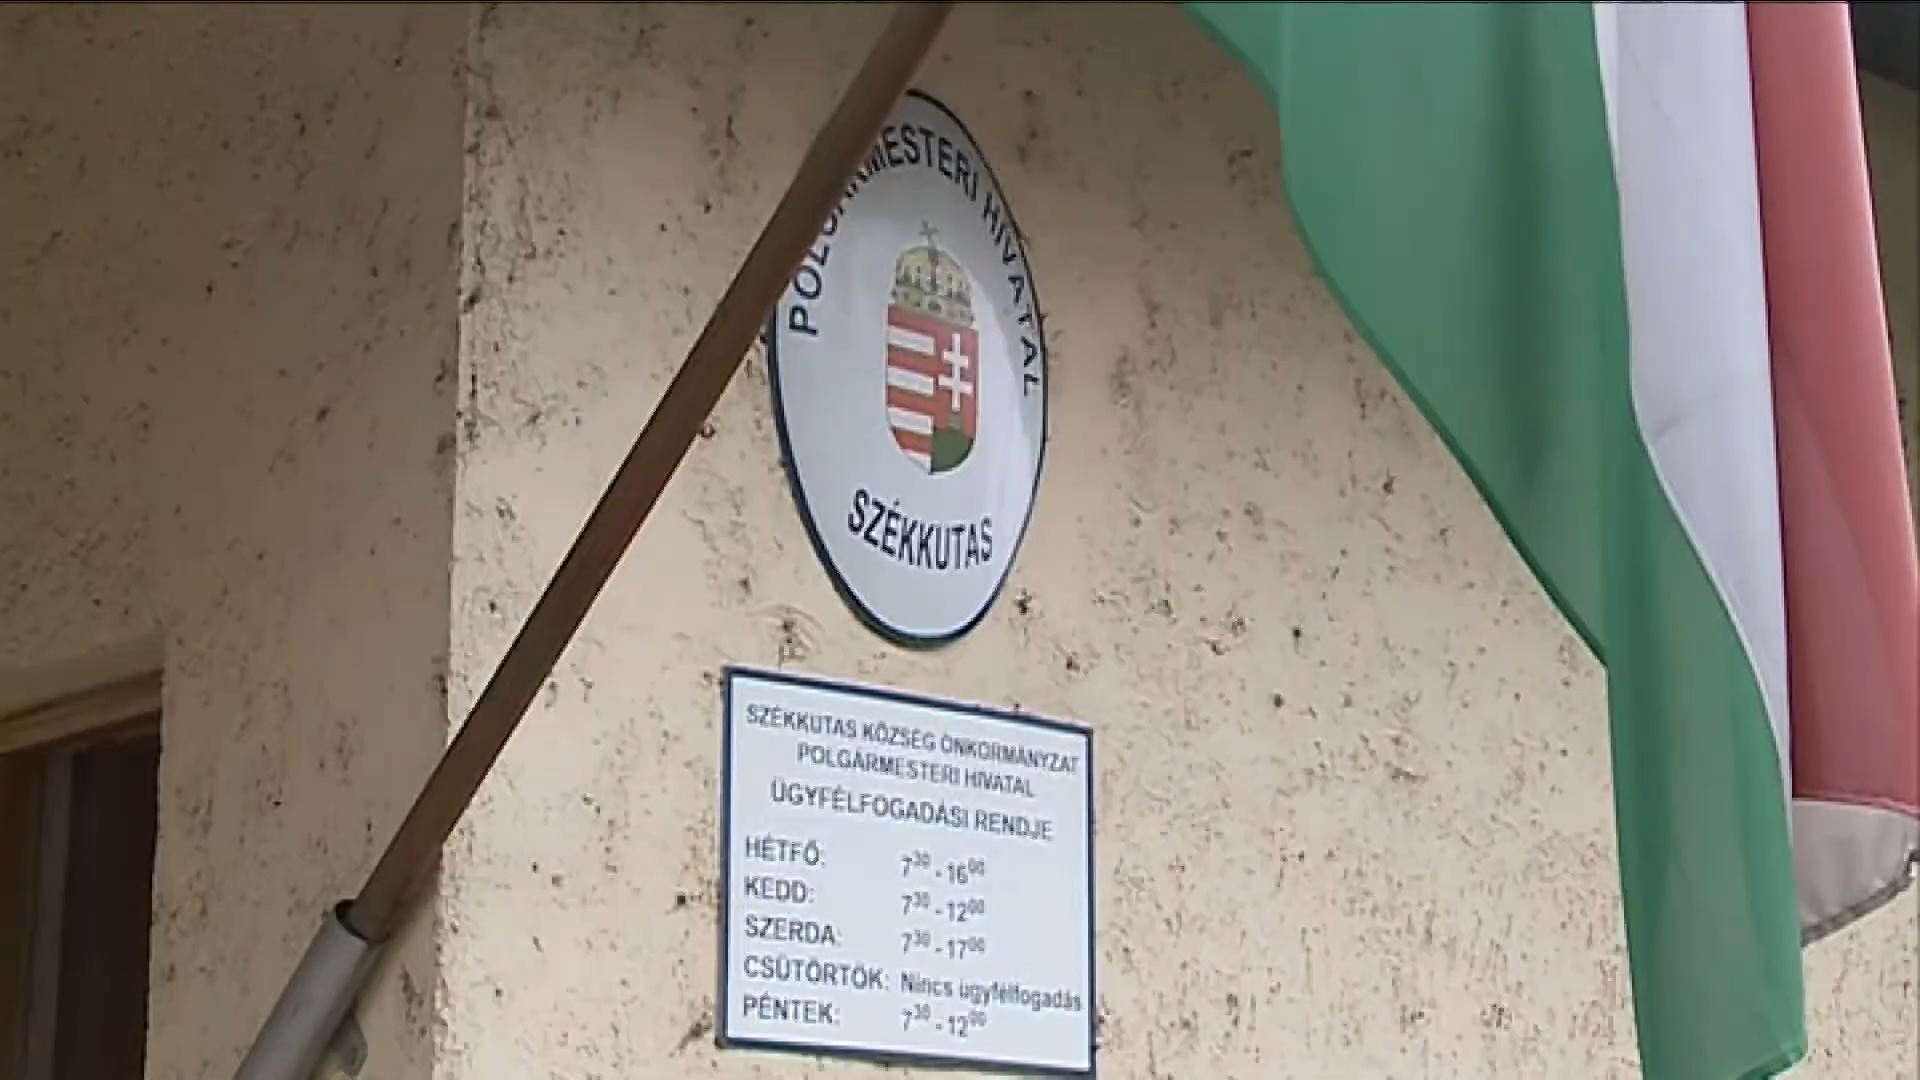 POLGÁRMESTERI HIVATAL
SZÉKKUTAS
SZÉKKUTAS KÖZSÉG ÖNKORMÁNYZAT
POLGÁRMESTERI HIVATAL
ÜGYFÉLFOGADÁSI RENDJE
HÉTFŐ: 7³⁰ - 16⁰⁰
KEDD: 7³⁰ - 12⁰⁰
SZERDA: 7³⁰ - 17⁰⁰
CSÜTÖRTÖK: Nincs ügyfélfogadás
PÉNTEK: 7³⁰ - 12⁰⁰